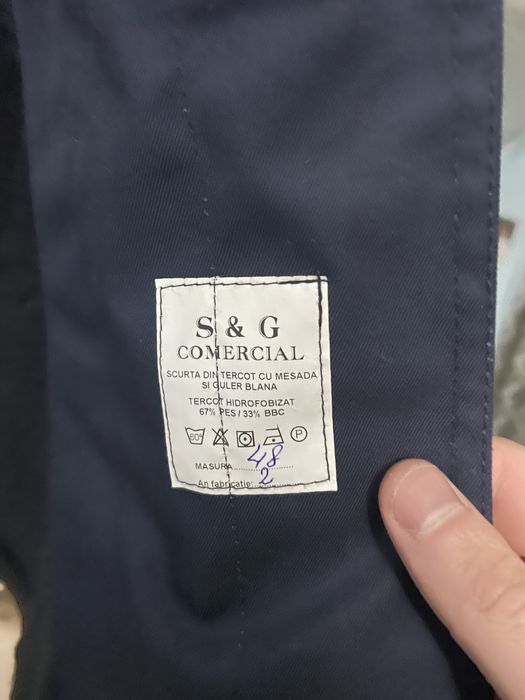 S & G
COMERCIAL
SCURTA DIN TERCOT CU MESADA
SI GULER BLANA
TERCOT HIDROFOBIZAT
67% PES / 33% BBC
60° P
MASURA 48
An fabricatie: 2